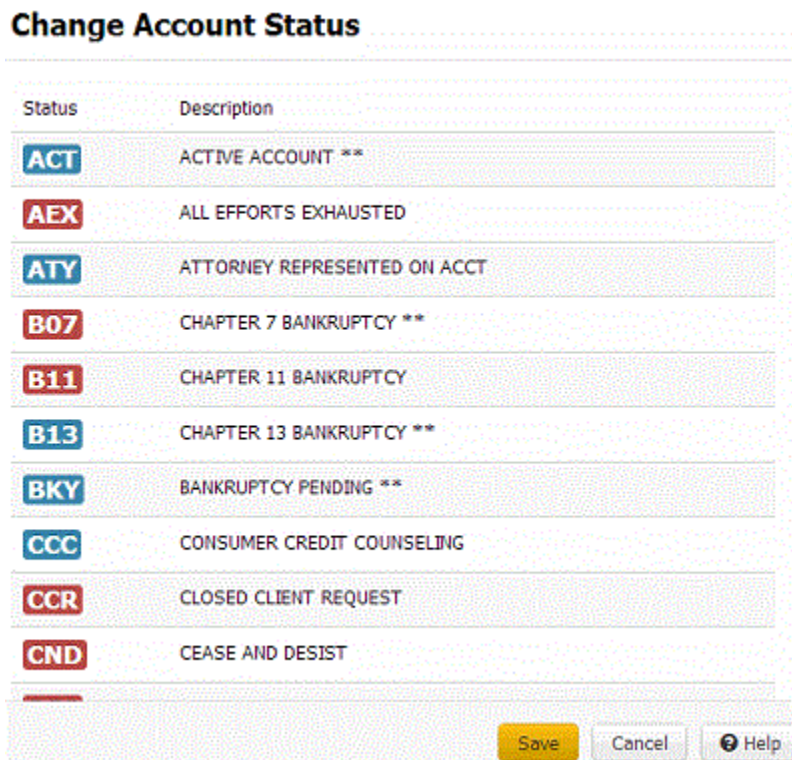 Change Account Status
Status Description
ACT ACTIVE ACCOUNT **
AEX ALL EFFORTS EXHAUSTED
ATY ATTORNEY REPRESENTED ON ACCT
B07 CHAPTER 7 BANKRUPTCY **
B11 CHAPTER 11 BANKRUPTCY
B13 CHAPTER 13 BANKRUPTCY **
BKY BANKRUPTCY PENDING **
CCC CONSUMER CREDIT COUNSELING
CCR CLOSED CLIENT REQUEST
CND CEASE AND DESIST
Save Cancel Help